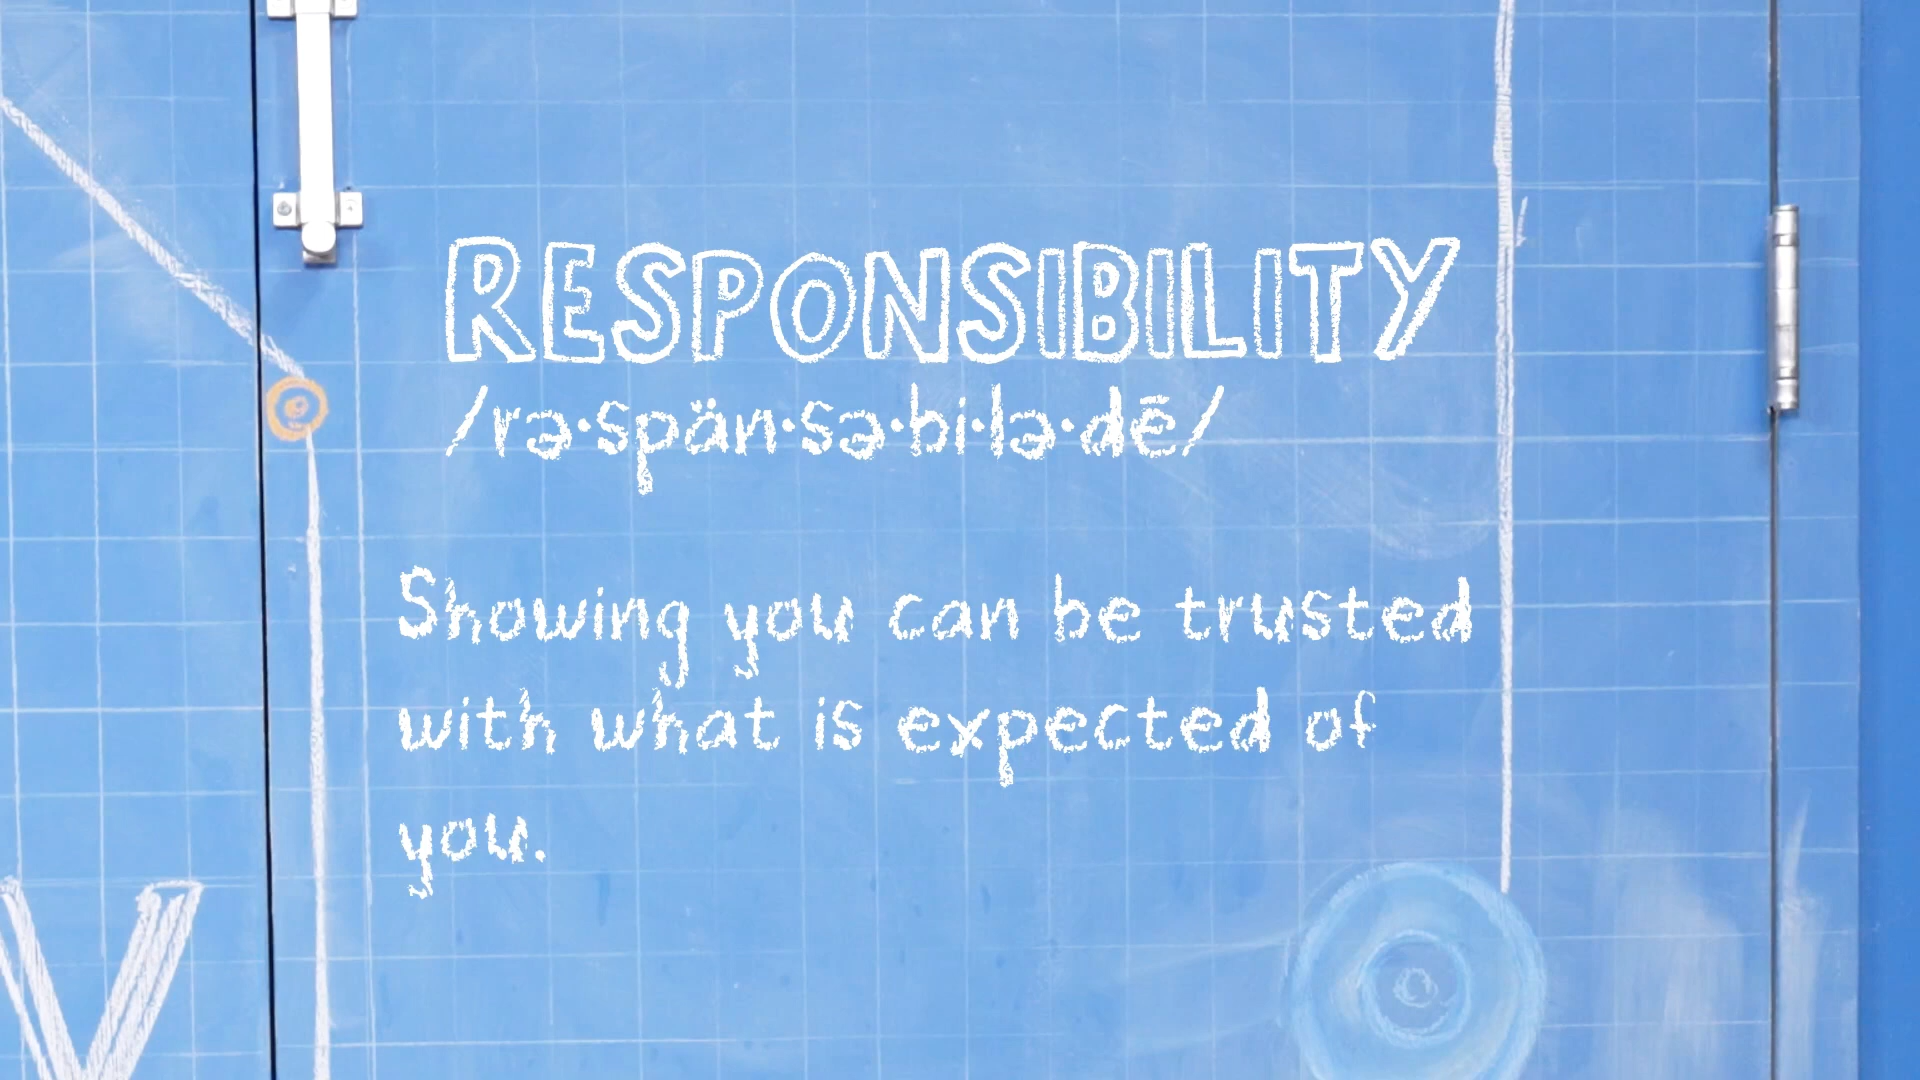 RESPONSIBILITY
/rə·spän·sə·bi·lə·dē/
Showing you can be trusted
with what is expected of
you.